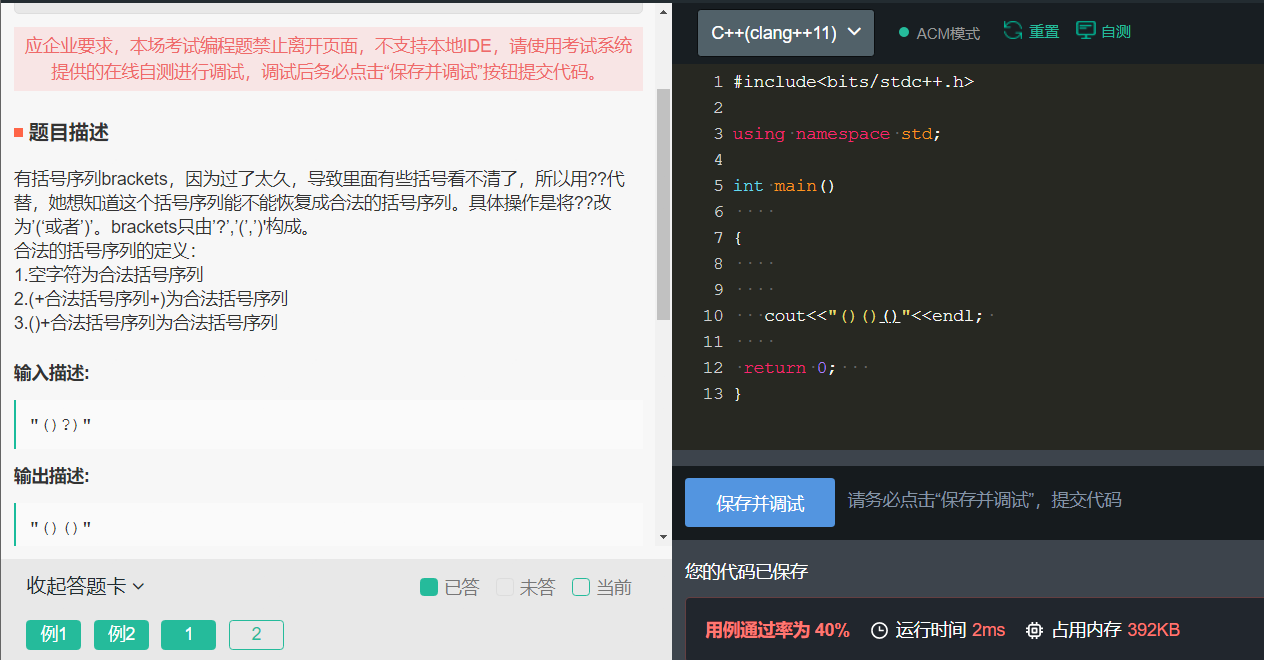 应企业要求，本场考试编程题禁止离开页面，不支持本地IDE，请使用考试系统
提供的在线自测进行调试，调试后务必点击“保存并调试”按钮提交代码。
题目描述
有括号序列brackets，因为过了太久，导致里面有些括号看不清了，所以用??代
替，她想知道这个括号序列能不能恢复成合法的括号序列。具体操作是将??改
为'(‘或者')’。brackets只由'?’,'(’,')'构成。
合法的括号序列的定义：
1.空字符为合法括号序列
2.(+合法括号序列+)为合法括号序列
3.()+合法括号序列为合法括号序列
输入描述:
"()?)"
输出描述:
"()()"
收起答题卡
已答 未答 当前
例1 例2 1 2
C++(clang++11) ACM模式 重置 自测
1 #include<bits/stdc++.h>
2
3 using namespace std;
4
5 int main()
6
7 {
8
9
10 cout<<"()()()"<<endl;
11
12 return 0;
13 }
保存并调试 请务必点击“保存并调试”，提交代码
您的代码已保存
用例通过率为 40% 运行时间 2ms 占用内存 392KB